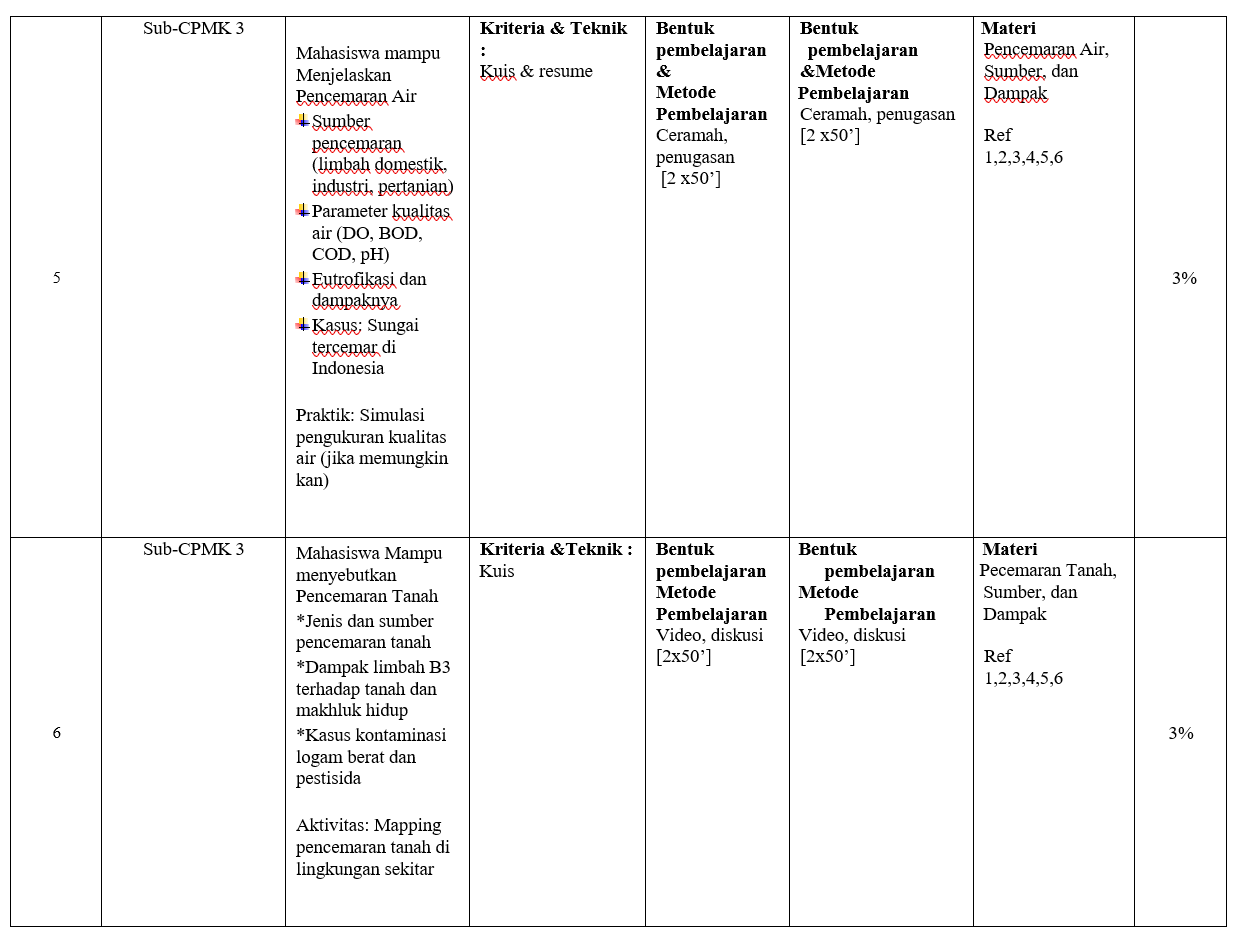 5
Sub-CPMK 3
Mahasiswa mampu
Menjelaskan
Pencemaran Air
Sumber
pencemaran
(limbah domestik,
industri, pertanian)
Parameter kualitas
air (DO, BOD,
COD, pH)
Eutrofikasi dan
dampaknya
Kasus: Sungai
tercemar di
Indonesia
Praktik: Simulasi
pengukuran kualitas
air (jika memungkin
kan)
Kriteria & Teknik
:
Kuis & resume
Bentuk
pembelajaran
&
Metode
Pembelajaran
Ceramah,
penugasan
[2 x50’]
Bentuk
pembelajaran
&Metode
Pembelajaran
Ceramah, penugasan
[2 x50’]
Materi
Pencemaran Air,
Sumber, dan
Dampak
Ref
1,2,3,4,5,6
3%
6
Sub-CPMK 3
Mahasiswa Mampu
menyebutkan
Pencemaran Tanah
*Jenis dan sumber
pencemaran tanah
*Dampak limbah B3
terhadap tanah dan
makhluk hidup
*Kasus kontaminasi
logam berat dan
pestisida
Aktivitas: Mapping
pencemaran tanah di
lingkungan sekitar
Kriteria &Teknik :
Kuis
Bentuk
pembelajaran
Metode
Pembelajaran
Video, diskusi
[2x50’]
Bentuk
pembelajaran
Metode
Pembelajaran
Video, diskusi
[2x50’]
Materi
Pecemaran Tanah,
Sumber, dan
Dampak
Ref
1,2,3,4,5,6
3%